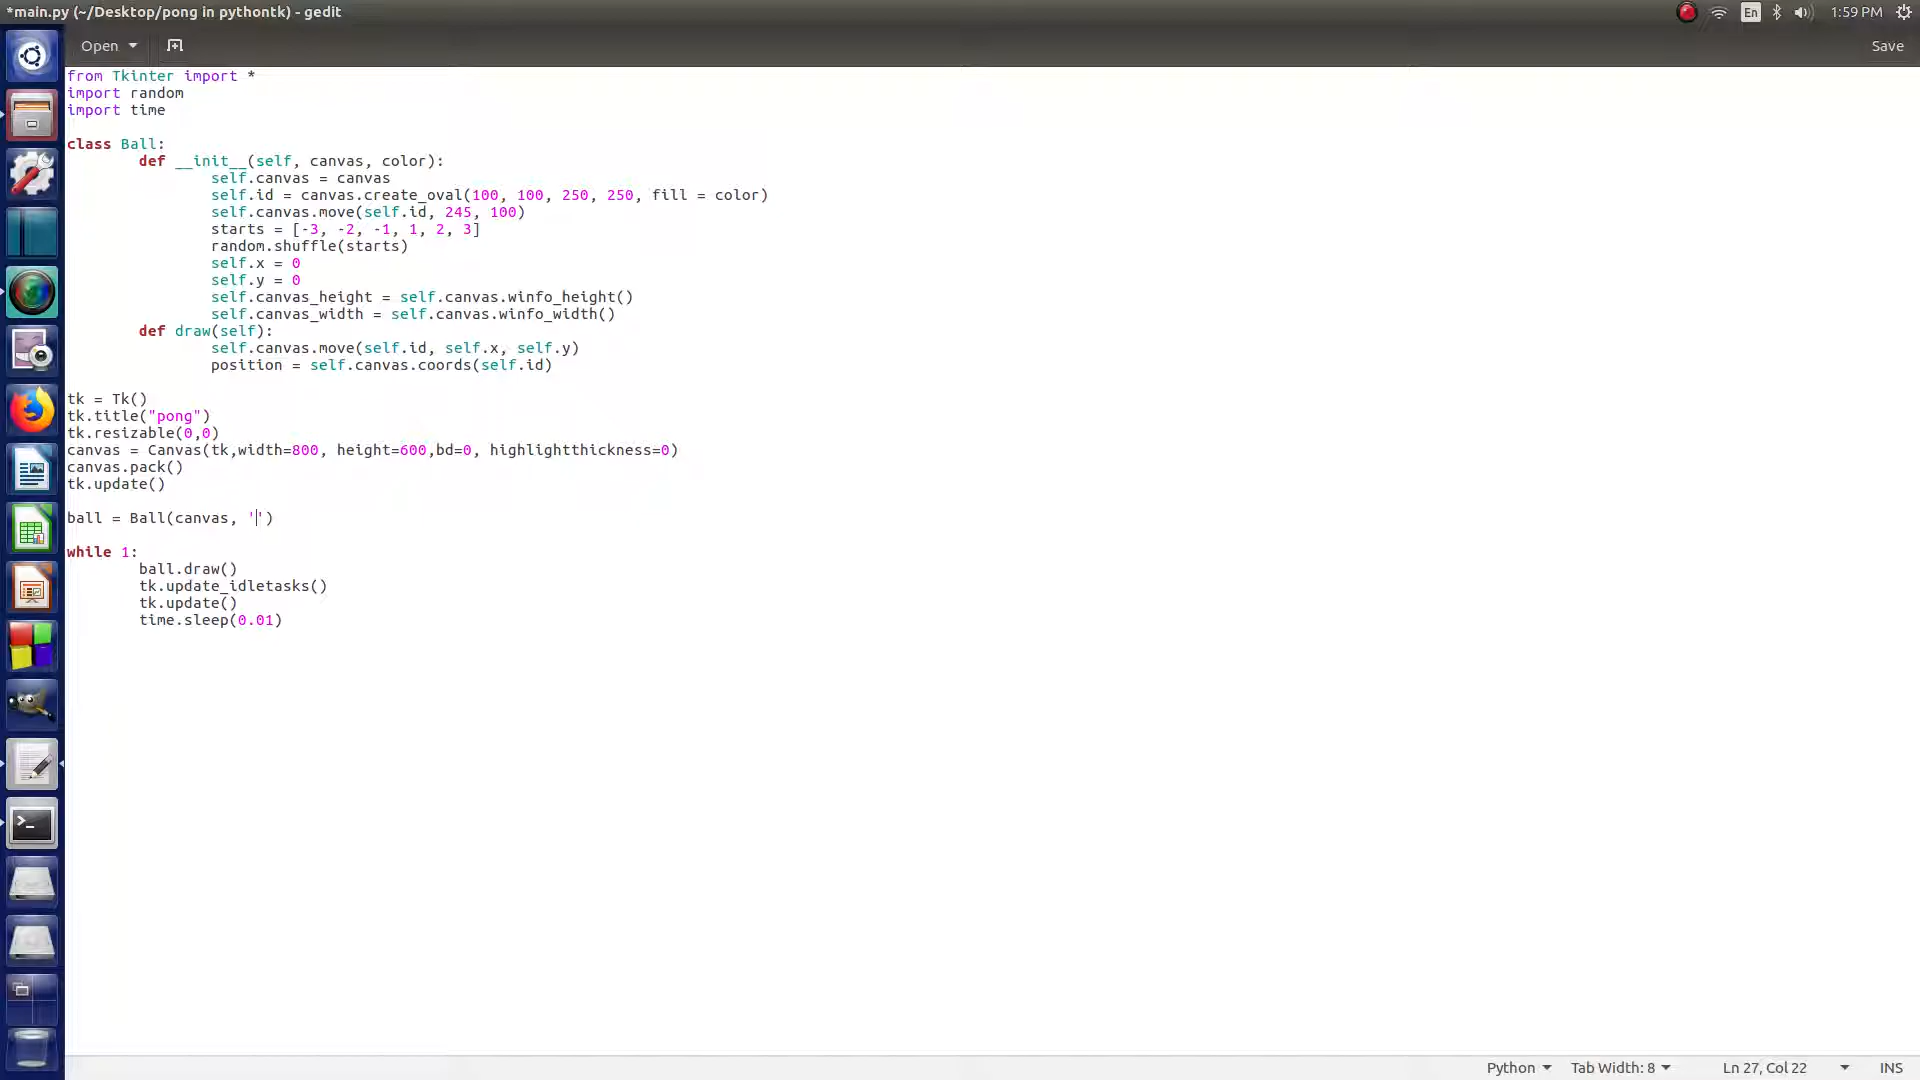 *main.py (~/Desktop/pong in pythontk) - gedit
En
1:59 PM
Open
Save
from Tkinter import *
import random
import time
class Ball:
def __init__(self, canvas, color):
self.canvas = canvas
self.id = canvas.create_oval(100, 100, 250, 250, fill = color)
self.canvas.move(self.id, 245, 100)
starts = [-3, -2, -1, 1, 2, 3]
random.shuffle(starts)
self.x = 0
self.y = 0
self.canvas_height = self.canvas.winfo_height()
self.canvas_width = self.canvas.winfo_width()
def draw(self):
self.canvas.move(self.id, self.x, self.y)
position = self.canvas.coords(self.id)
tk = Tk()
tk.title("pong")
tk.resizable(0,0)
canvas = Canvas(tk,width=800, height=600,bd=0, highlightthickness=0)
canvas.pack()
tk.update()
ball = Ball(canvas, '')
while 1:
ball.draw()
tk.update_idletasks()
tk.update()
time.sleep(0.01)
Python
Tab Width: 8
Ln 27, Col 22
INS